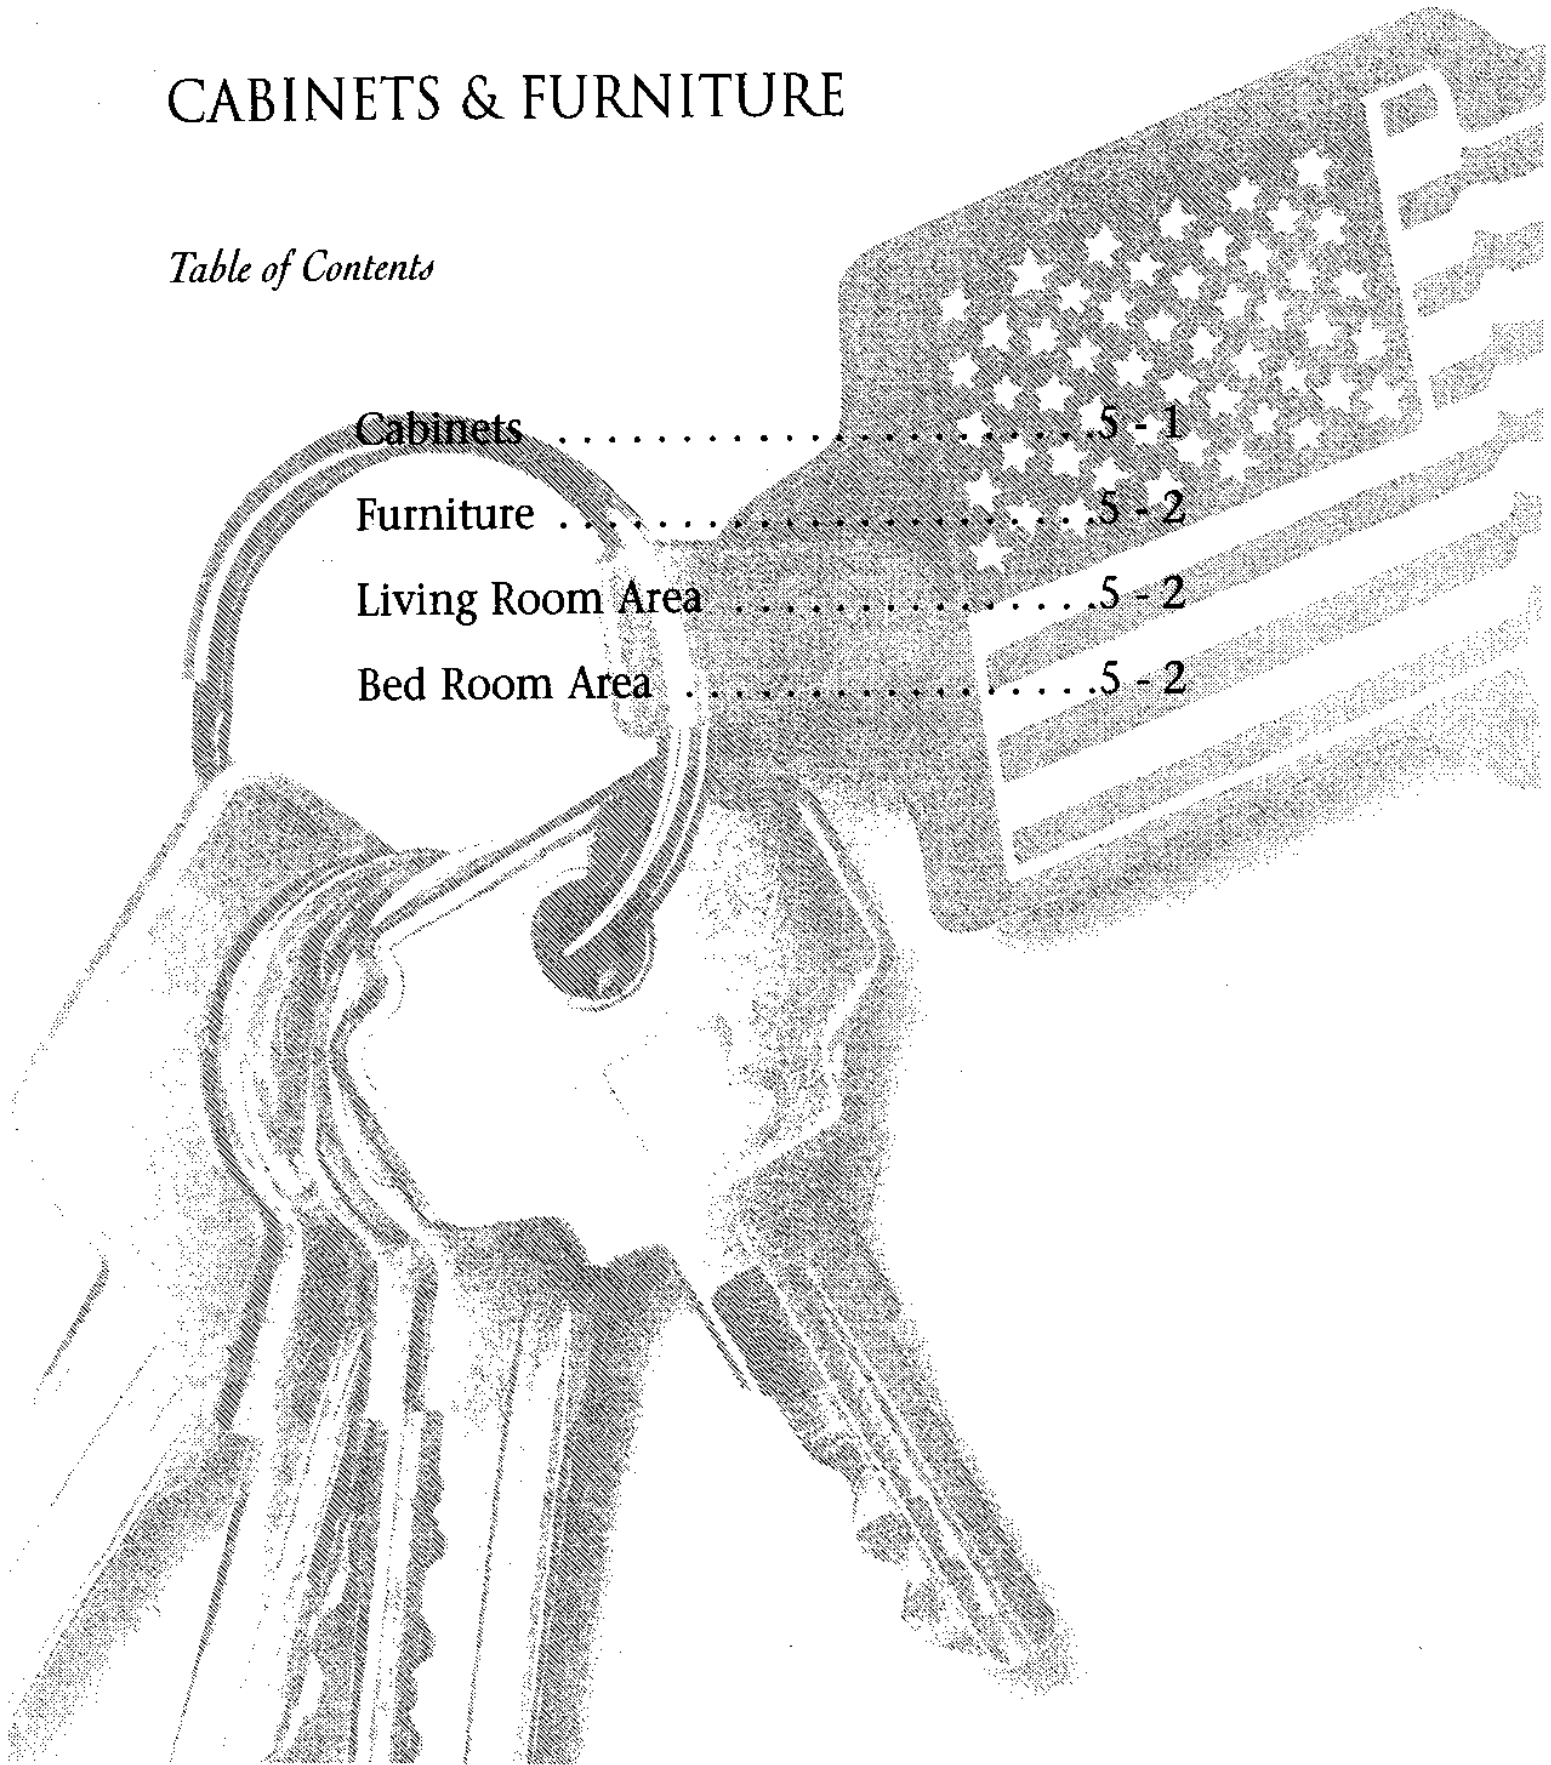 CABINETS & FURNITURE
Table of Contents
Cabinets . . . . . . . . . . . . . . . . . . . . . .5 - 1
Furniture . . . . . . . . . . . . . . . . . . . . . .5 - 2
Living Room Area . . . . . . . . . . . . . . .5 - 2
Bed Room Area . . . . . . . . . . . . . . . . .5 - 2